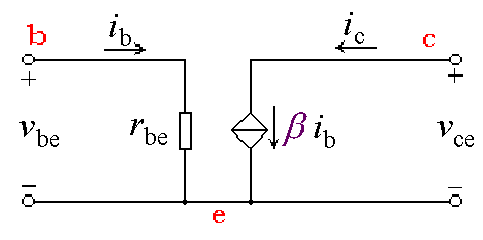 b i_b i_c c
+ +
v_be r_be β i_b v_ce
− −
e